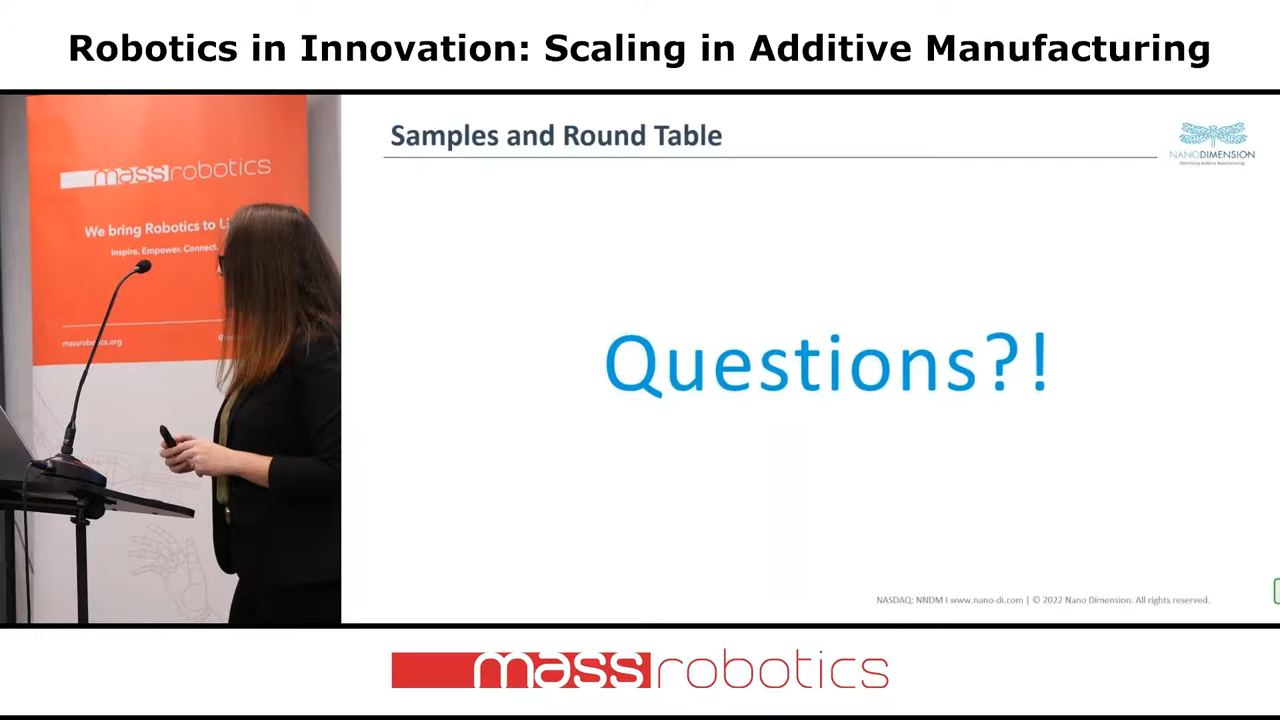 Robotics in Innovation: Scaling in Additive Manufacturing
massrobotics
We bring Robotics to
Inspire. Empower. Connect.
massrobotics.org
Samples and Round Table
NANODIMENSION
Questions?!
NASDAQ: NNDM I www.nano-di.com | © 2022 Nano Dimension. All rights reserved.
massrobotics